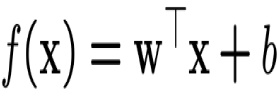 f(x) = w⊤x + b